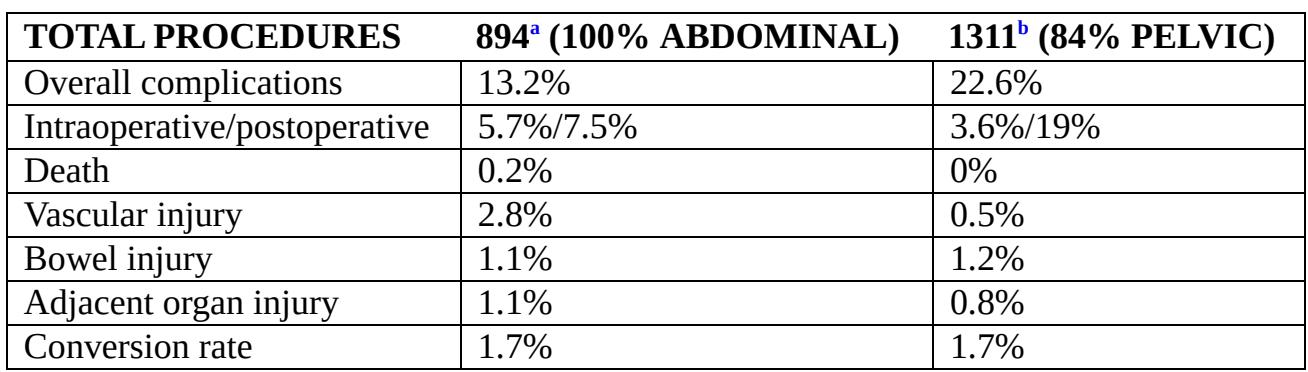 TOTAL PROCEDURES 894a (100% ABDOMINAL) 1311b (84% PELVIC)
Overall complications 13.2% 22.6%
Intraoperative/postoperative 5.7%/7.5% 3.6%/19%
Death 0.2% 0%
Vascular injury 2.8% 0.5%
Bowel injury 1.1% 1.2%
Adjacent organ injury 1.1% 0.8%
Conversion rate 1.7% 1.7%